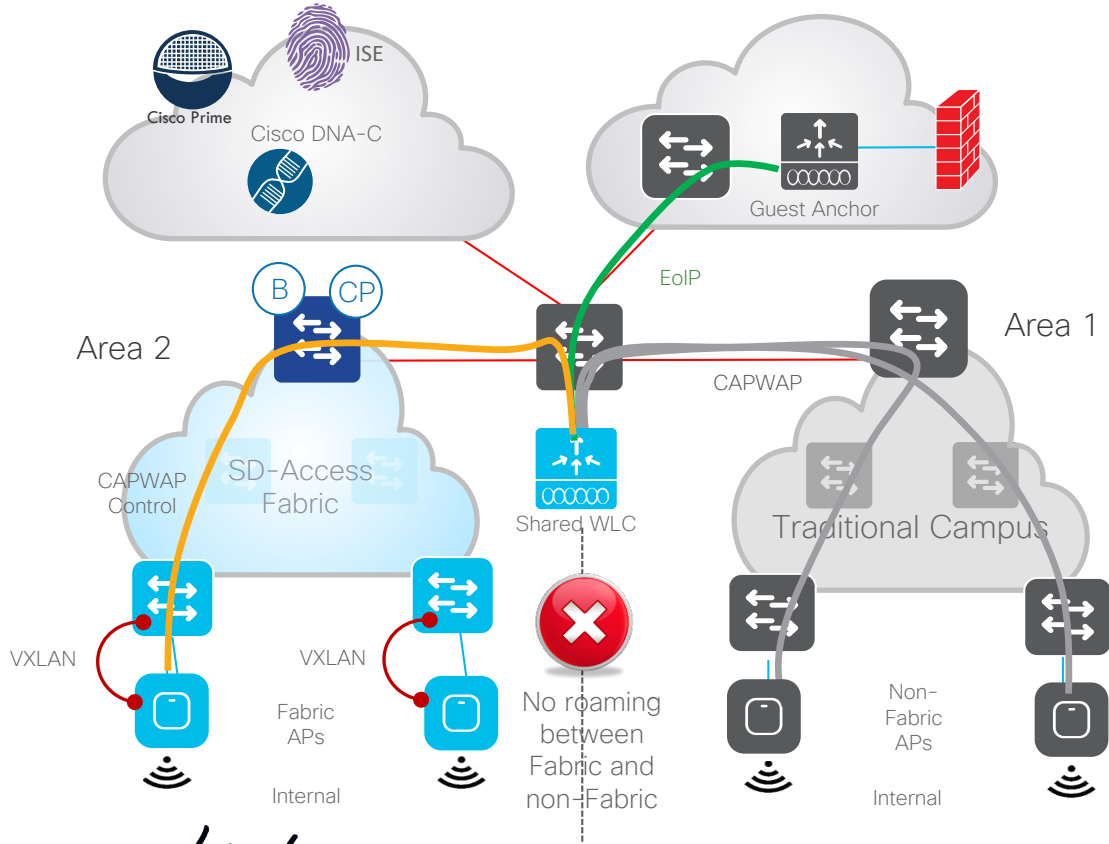 ISE
Cisco Prime
Cisco DNA-C
Guest Anchor
EoIP
B
CP
Area 2
Area 1
CAPWAP
SD-Access
Fabric
CAPWAP
Control
Shared WLC
Traditional Campus
VXLAN
VXLAN
Fabric
APs
Internal
No roaming
between
Fabric and
non-Fabric
Non-
Fabric
APs
Internal